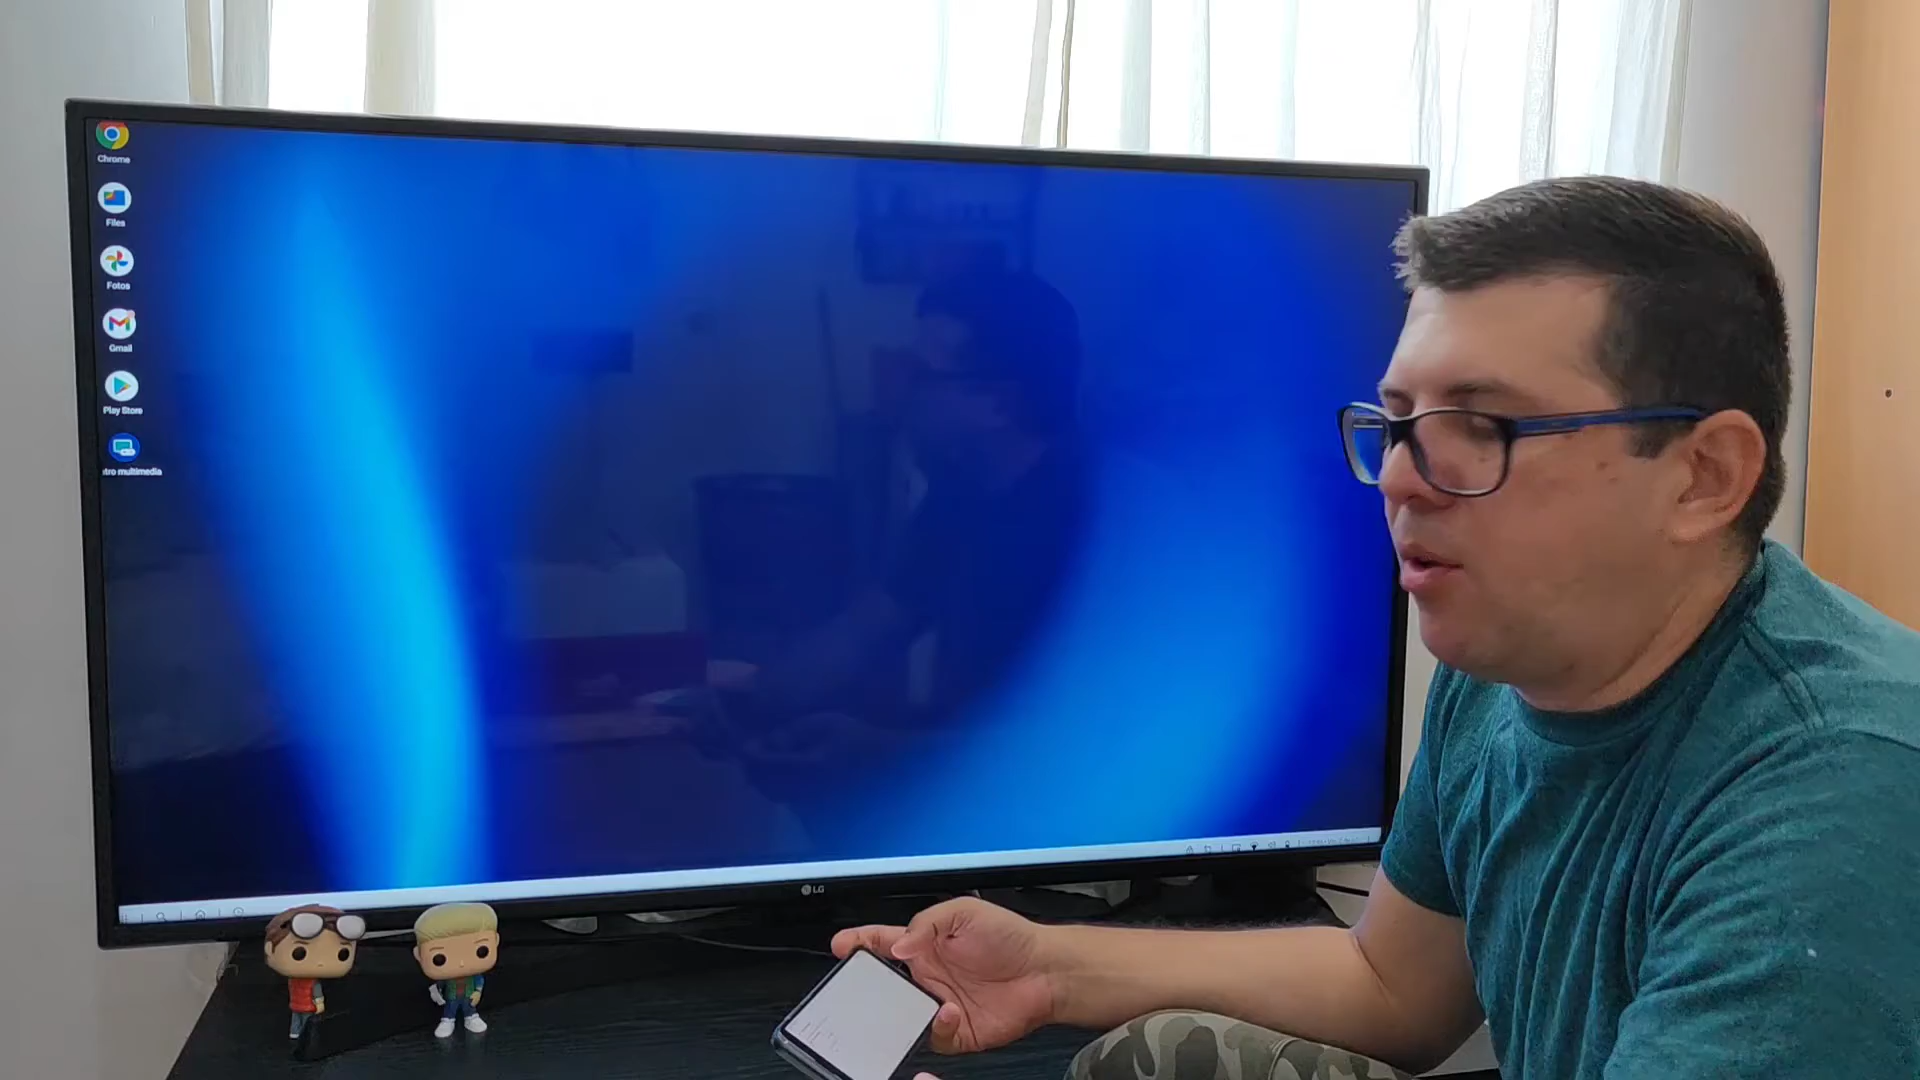 Chrome
Files
Fotos
Gmail
Play Store
tro multimedia
LG